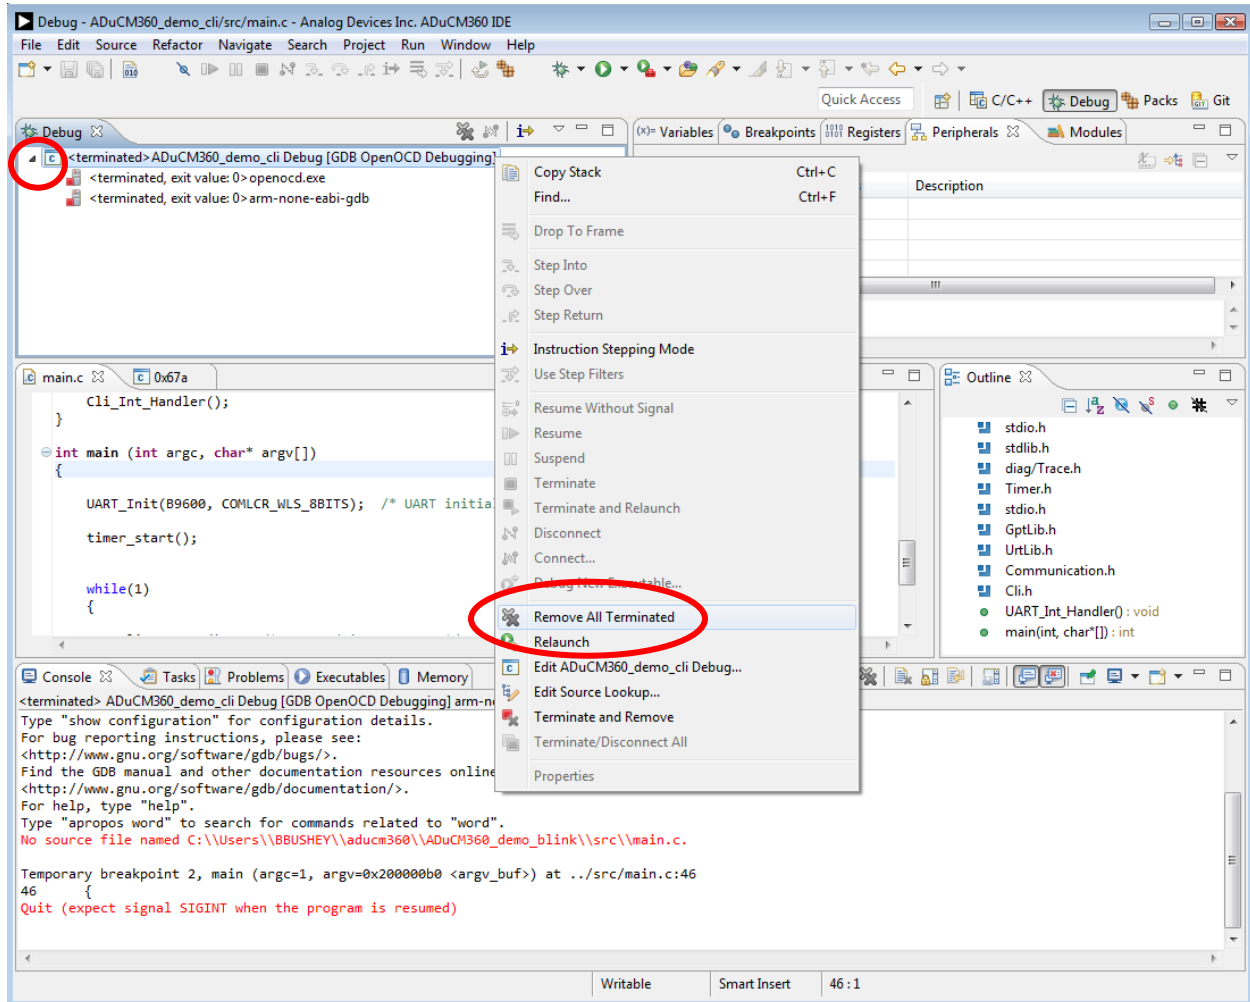 Debug - ADuCM360_demo_cli/src/main.c - Analog Devices Inc. ADuCM360 IDE
File Edit Source Refactor Navigate Search Project Run Window Help
Quick Access C/C++ Debug Packs Git
Debug
(x)= Variables Breakpoints Registers Peripherals Modules
<terminated>ADuCM360_demo_cli Debug [GDB OpenOCD Debugging]
<terminated, exit value: 0>openocd.exe
<terminated, exit value: 0>arm-none-eabi-gdb
Description
Copy Stack Ctrl+C
Find... Ctrl+F
Drop To Frame
Step Into
Step Over
Step Return
Instruction Stepping Mode
Use Step Filters
Resume Without Signal
Resume
Suspend
Terminate
Terminate and Relaunch
Disconnect
Connect...
Debug New Executable...
Remove All Terminated
Relaunch
Edit ADuCM360_demo_cli Debug...
Edit Source Lookup...
Terminate and Remove
Terminate/Disconnect All
Properties
main.c 0x67a
Cli_Int_Handler();
}
int main (int argc, char* argv[])
{
UART_Init(B9600, COMLCR_WLS_8BITS); /* UART initial
timer_start();
while(1)
{
Outline
stdio.h
stdlib.h
diag/Trace.h
Timer.h
stdio.h
GptLib.h
UrtLib.h
Communication.h
Cli.h
UART_Int_Handler() : void
main(int, char*[]) : int
Console Tasks Problems Executables Memory
<terminated> ADuCM360_demo_cli Debug [GDB OpenOCD Debugging] arm-n
Type "show configuration" for configuration details.
For bug reporting instructions, please see:
<http://www.gnu.org/software/gdb/bugs/>.
Find the GDB manual and other documentation resources online
<http://www.gnu.org/software/gdb/documentation/>.
For help, type "help".
Type "apropos word" to search for commands related to "word".
No source file named C:\\Users\\BBUSHEY\\aducm360\\ADuCM360_demo_blink\\src\\main.c.
Temporary breakpoint 2, main (argc=1, argv=0x200000b0 <argv_buf>) at ../src/main.c:46
46 {
Quit (expect signal SIGINT when the program is resumed)
Writable Smart Insert 46 : 1